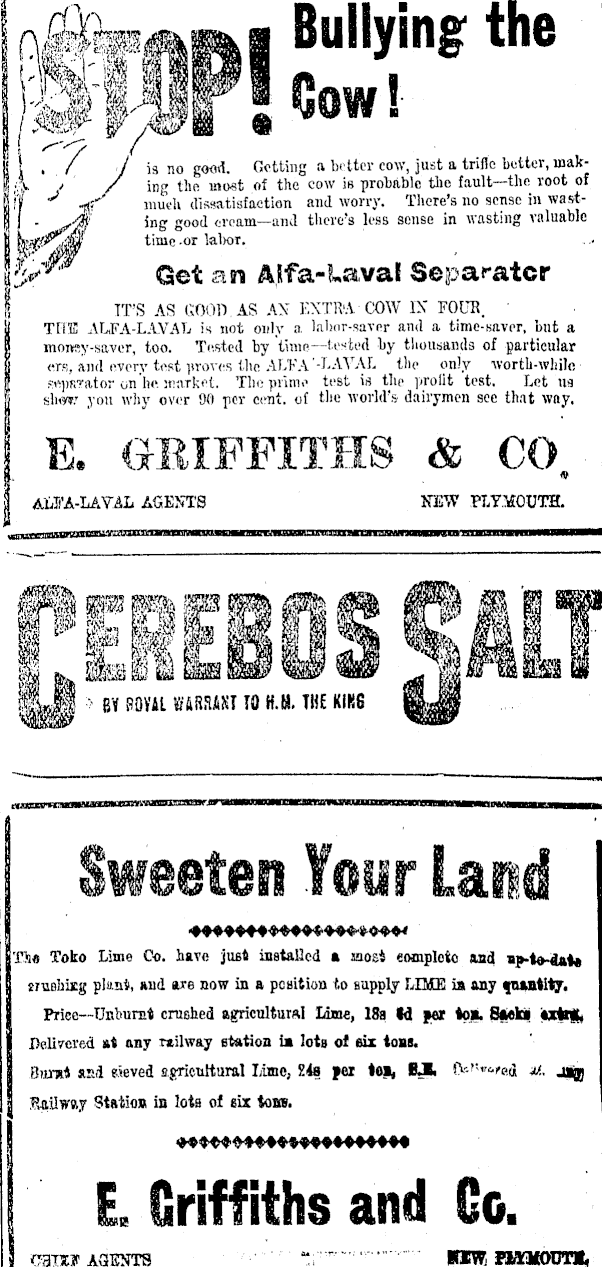 STOP! Bullying the
Cow!
is no good. Getting a better cow, just a trifle better, mak-
ing the most of the cow is probable the fault—the root of
much dissatisfaction and worry. There's no sense in wast-
ing good cream—and there's less sense in wasting valuable
time or labor.
Get an Alfa-Laval Separator
IT'S AS GOOD AS AN EXTRA COW IN FOUR.
THE ALFA-LAVAL is not only a labor-saver and a time-saver, but a
money-saver, too. Tested by time—tested by thousands of particular
ers, and every test proves the ALFA-LAVAL the only worth-while
separator on he market. The prime test is the profit test. Let us
show you why over 90 per cent. of the world's dairymen see that way.
E. GRIFFITHS & CO.
ALFA-LAVAL AGENTS NEW PLYMOUTH.
CEREBOS SALT
BY ROYAL WARRANT TO H.M. THE KING
Sweeten Your Land
The Toko Lime Co. have just installed a most complete and up-to-date
crushing plant, and are now in a position to supply LIME in any quantity.
Price—Unburnt crushed agricultural Lime, 18s 6d per ton. Sacks extra.
Delivered at any railway station in lots of six tons.
Burnt and sieved agricultural Lime, 24s per ton, Delivered at any
Railway Station in lots of six tons.
E. Griffiths and Co.
CHIEF AGENTS NEW PLYMOUTH.